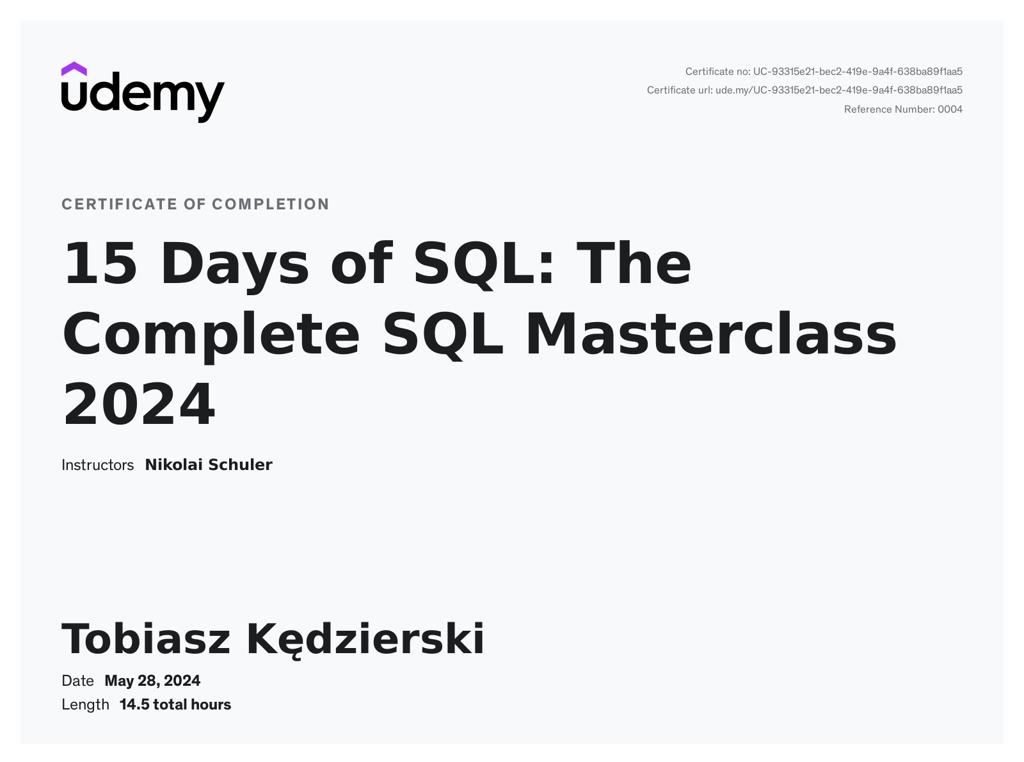 udemy
Certificate no: UC-93315e21-bec2-419e-9a4f-638ba89f1aa5
Certificate url: ude.my/UC-93315e21-bec2-419e-9a4f-638ba89f1aa5
Reference Number: 0004
CERTIFICATE OF COMPLETION
15 Days of SQL: The
Complete SQL Masterclass
2024
Instructors Nikolai Schuler
Tobiasz Kędzierski
Date May 28, 2024
Length 14.5 total hours